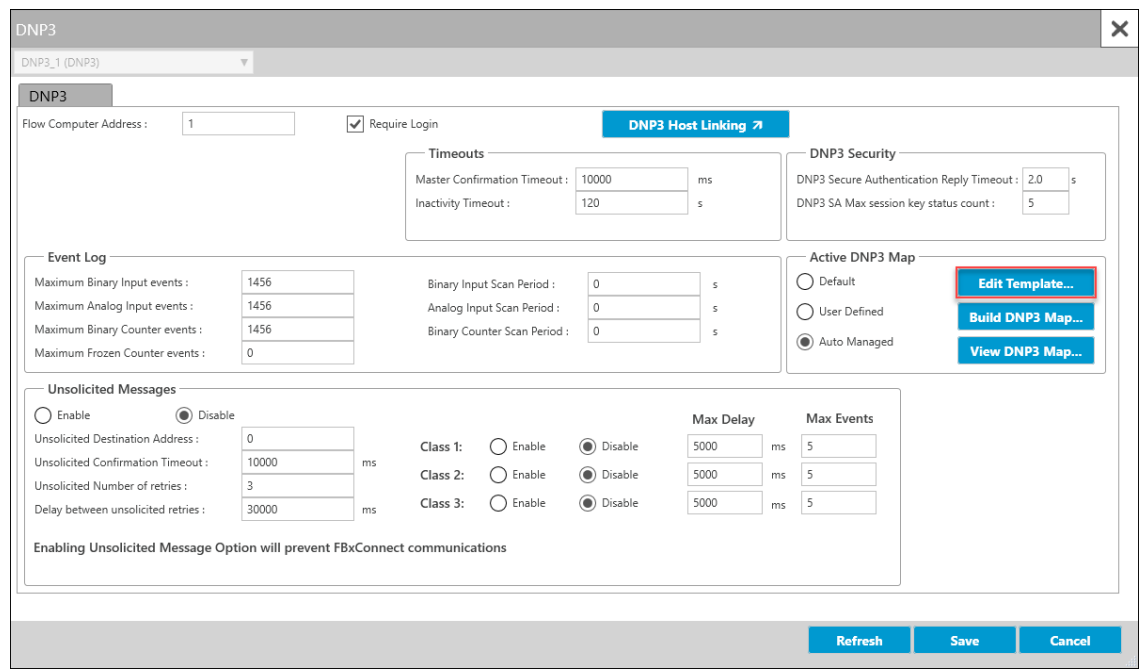 DNP3
DNP3_1 (DNP3)
DNP3
Flow Computer Address : 1 Require Login DNP3 Host Linking
Timeouts
Master Confirmation Timeout : 10000 ms
Inactivity Timeout : 120 s
DNP3 Security
DNP3 Secure Authentication Reply Timeout : 2.0 s
DNP3 SA Max session key status count : 5
Event Log
Maximum Binary Input events : 1456
Maximum Analog Input events : 1456
Maximum Binary Counter events : 1456
Maximum Frozen Counter events : 0
Binary Input Scan Period : 0 s
Analog Input Scan Period : 0 s
Binary Counter Scan Period : 0 s
Active DNP3 Map
Default Edit Template...
User Defined Build DNP3 Map...
Auto Managed View DNP3 Map...
Unsolicited Messages
Enable Disable
Unsolicited Destination Address : 0
Unsolicited Confirmation Timeout : 10000 ms
Unsolicited Number of retries : 3
Delay between unsolicited retries : 30000 ms
Max Delay Max Events
Class 1: Enable Disable 5000 ms 5
Class 2: Enable Disable 5000 ms 5
Class 3: Enable Disable 5000 ms 5
Enabling Unsolicited Message Option will prevent FBxConnect communications
Refresh Save Cancel